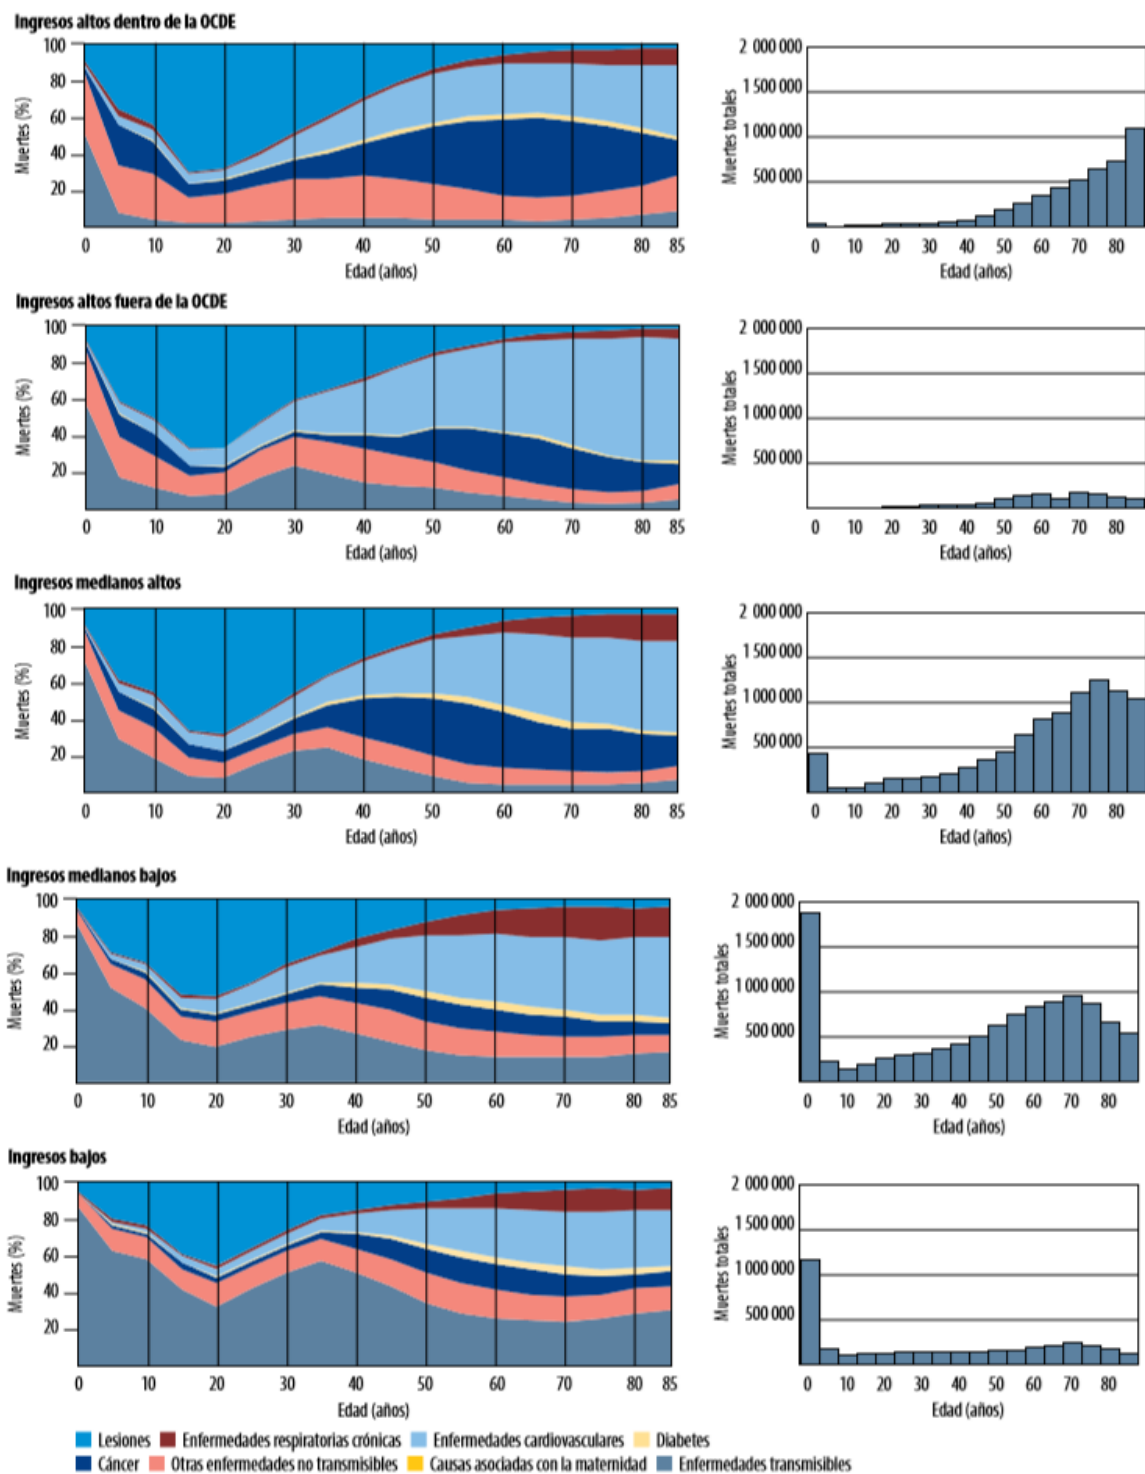 Ingresos altos dentro de la OCDE
100
80
60
40
20
Muertes (%)
0 10 20 30 40 50 60 70 80 85
Edad (años)
2 000 000
1 500 000
1 000 000
500 000
Muertes totales
0 10 20 30 40 50 60 70 80
Edad (años)
Ingresos altos fuera de la OCDE
100
80
60
40
20
Muertes (%)
0 10 20 30 40 50 60 70 80 85
Edad (años)
2 000 000
1 500 000
1 000 000
500 000
Muertes totales
0 10 20 30 40 50 60 70 80
Edad (años)
Ingresos medianos altos
100
80
60
40
20
Muertes (%)
0 10 20 30 40 50 60 70 80 85
Edad (años)
2 000 000
1 500 000
1 000 000
500 000
Muertes totales
0 10 20 30 40 50 60 70 80
Edad (años)
Ingresos medianos bajos
100
80
60
40
20
Muertes (%)
0 10 20 30 40 50 60 70 80 85
Edad (años)
2 000 000
1 500 000
1 000 000
500 000
Muertes totales
0 10 20 30 40 50 60 70 80
Edad (años)
Ingresos bajos
100
80
60
40
20
Muertes (%)
0 10 20 30 40 50 60 70 80 85
Edad (años)
2 000 000
1 500 000
1 000 000
500 000
Muertes totales
0 10 20 30 40 50 60 70 80
Edad (años)
Lesiones Enfermedades respiratorias crónicas Enfermedades cardiovasculares Diabetes
Cáncer Otras enfermedades no transmisibles Causas asociadas con la maternidad Enfermedades transmisibles